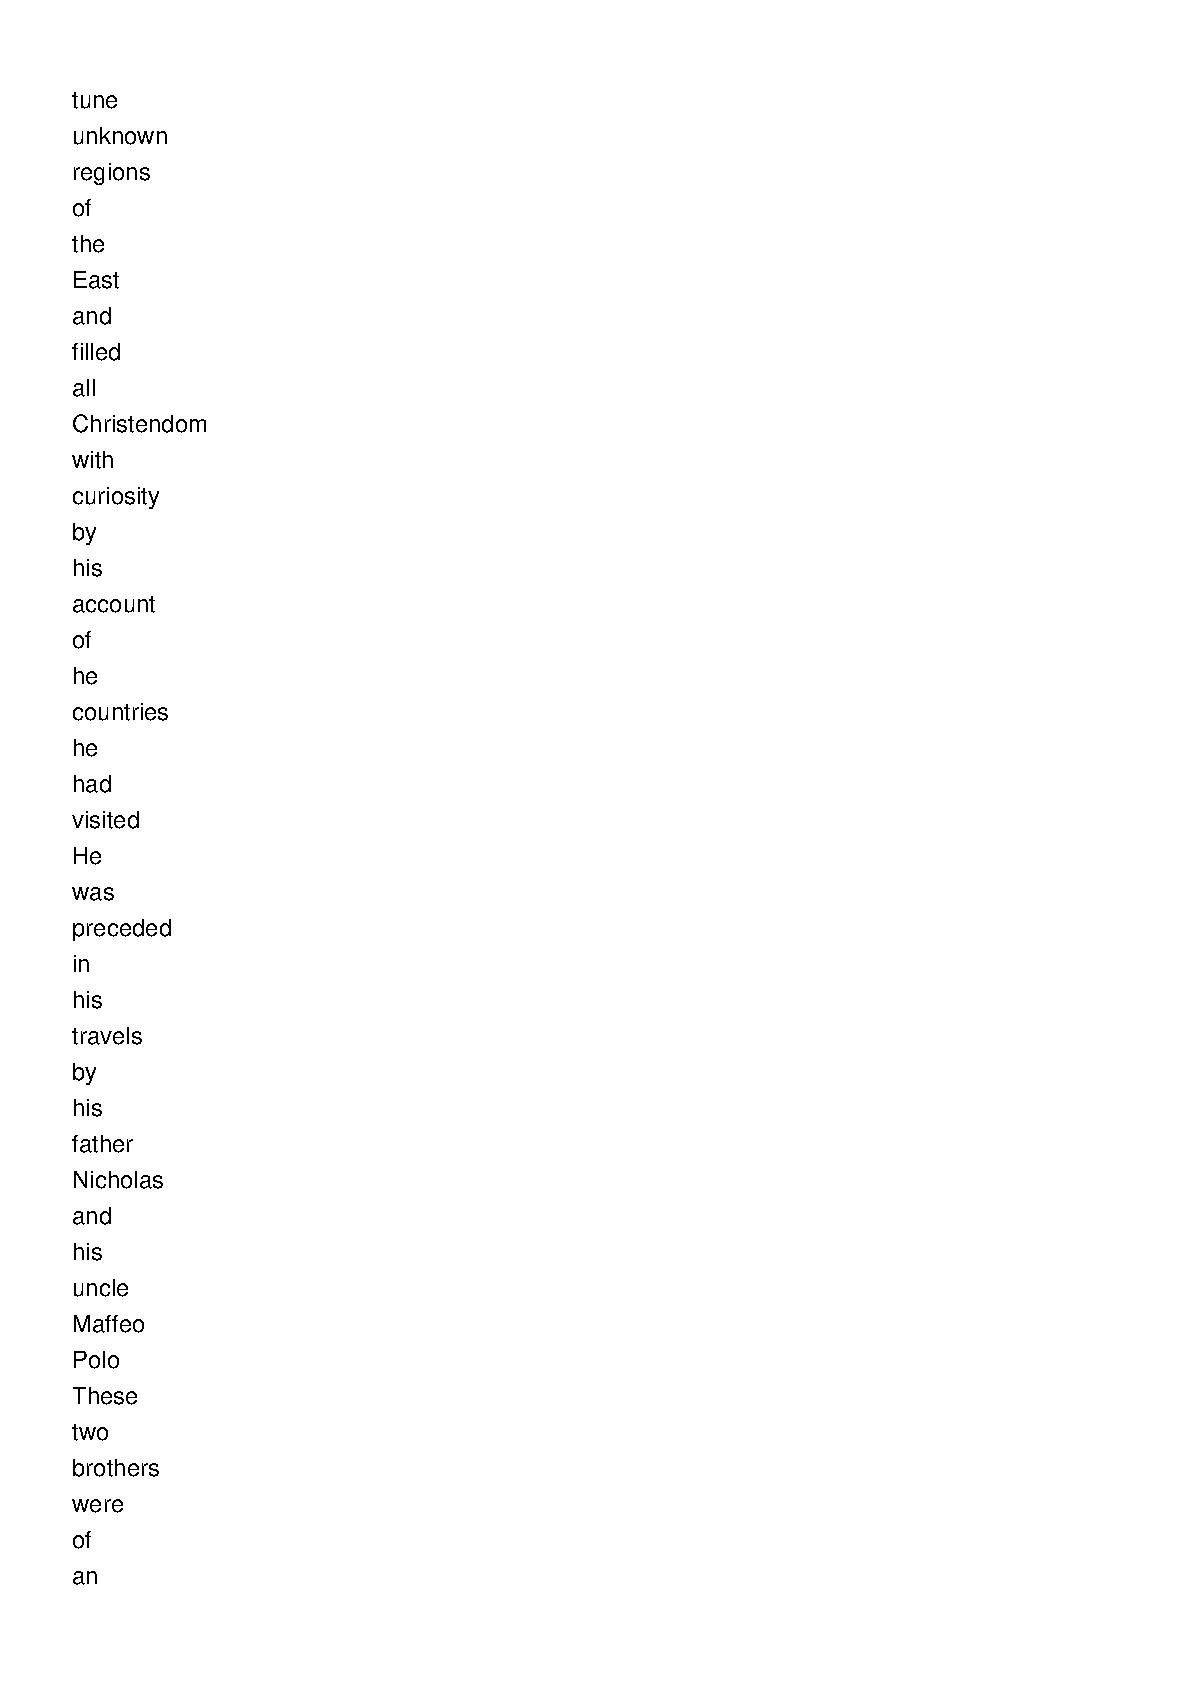 tune
unknown
regions
of
the
East
and
filled
all
Christendom
with
curiosity
by
his
account
of
he
countries
he
had
visited
He
was
preceded
in
his
travels
by
his
father
Nicholas
and
his
uncle
Maffeo
Polo
These
two
brothers
were
of
an